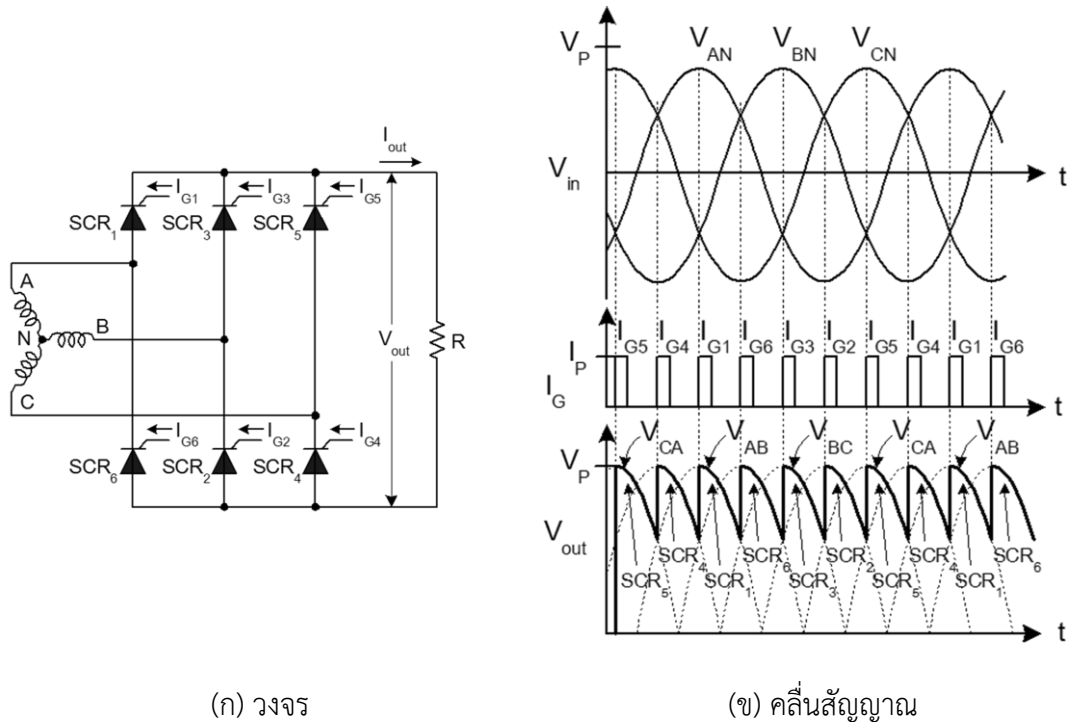 I out
I G1
I G3
I G5
SCR 1
SCR 3
SCR 5
A
N
B
C
V out
R
I G6
I G2
I G4
SCR 6
SCR 2
SCR 4
(ก) วงจร
V P
V AN
V BN
V CN
V in
t
I P
I G
I G5
I G4
I G1
I G6
I G3
I G2
I G5
I G4
I G1
I G6
t
V P
V CA
V AB
V BC
V CA
V AB
V out
SCR 5
SCR 4
SCR 1
SCR 6
SCR 3
SCR 2
SCR 5
SCR 4
SCR 1
SCR 6
t
(ข) คลื่นสัญญาณ